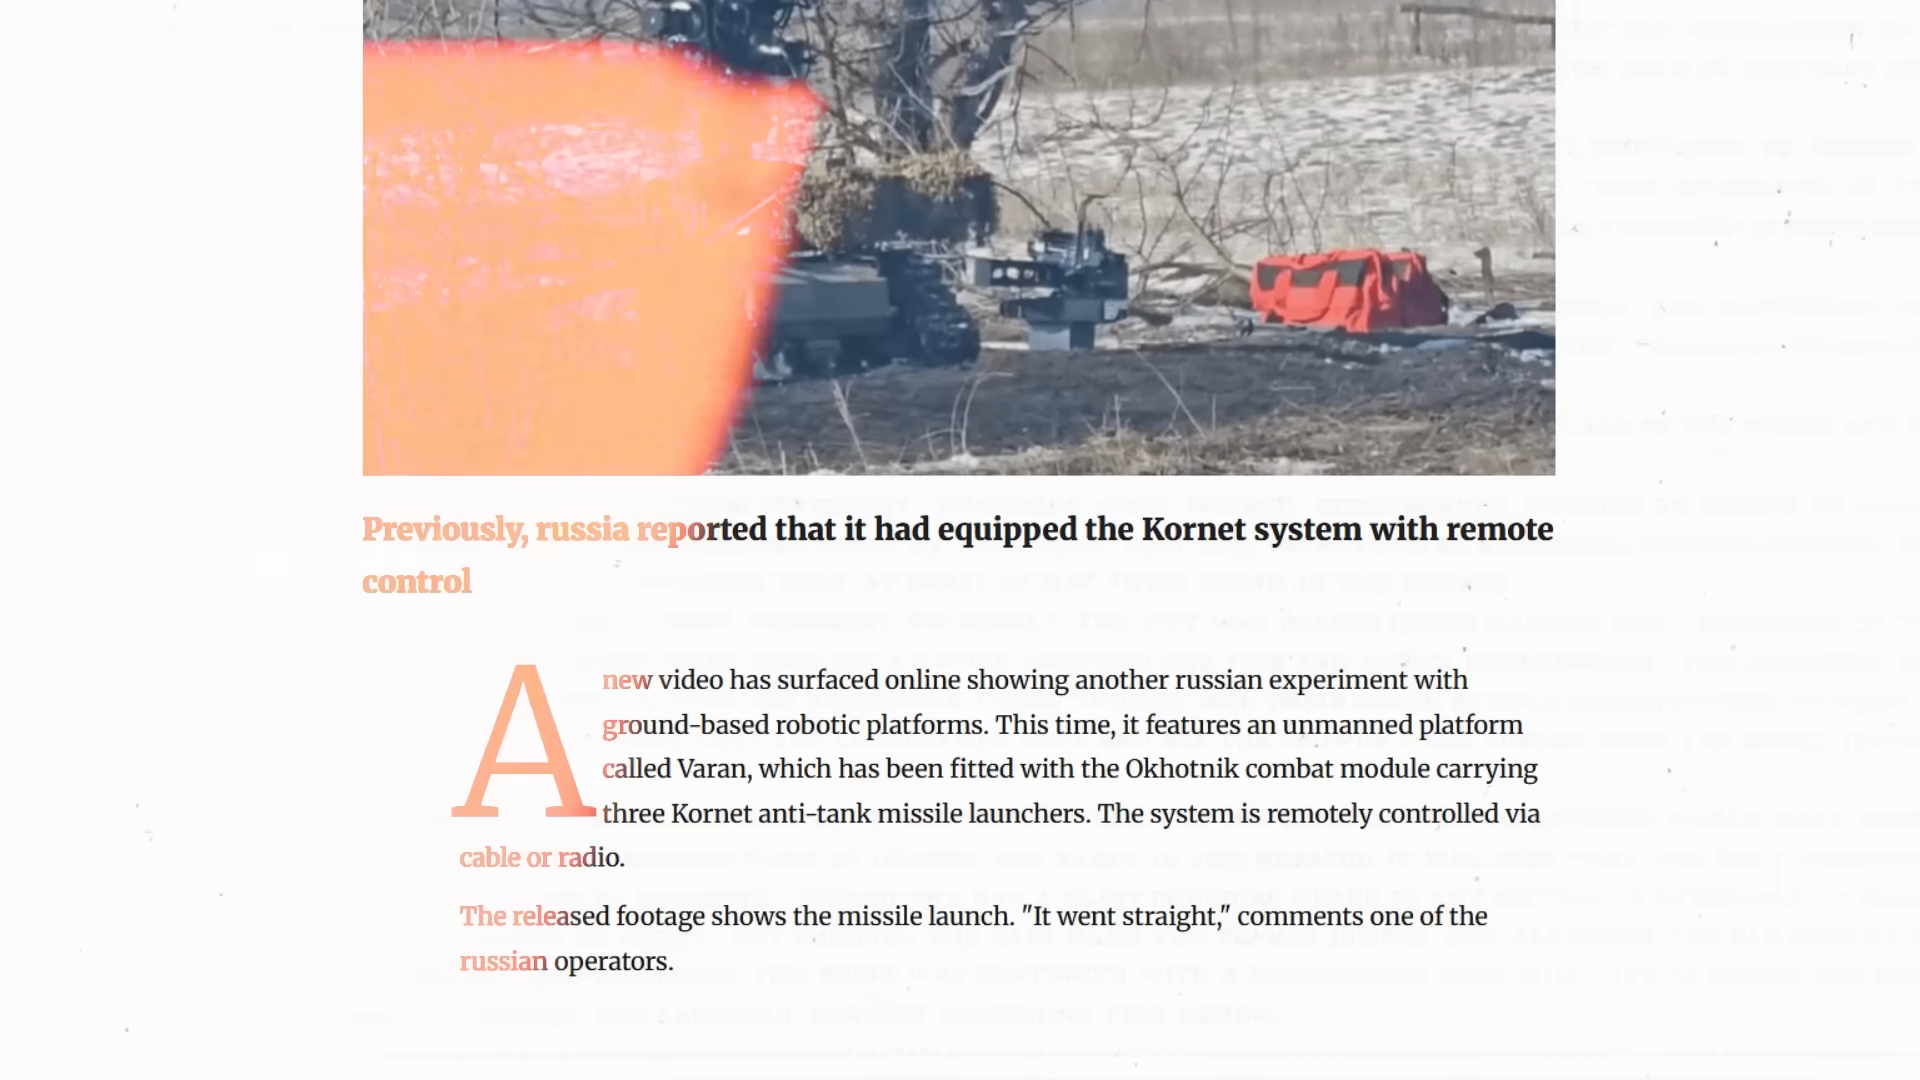 Previously, russia reported that it had equipped the Kornet system with remote
control
A new video has surfaced online showing another russian experiment with
ground-based robotic platforms. This time, it features an unmanned platform
called Varan, which has been fitted with the Okhotnik combat module carrying
three Kornet anti-tank missile launchers. The system is remotely controlled via
cable or radio.
The released footage shows the missile launch. "It went straight," comments one of the
russian operators.